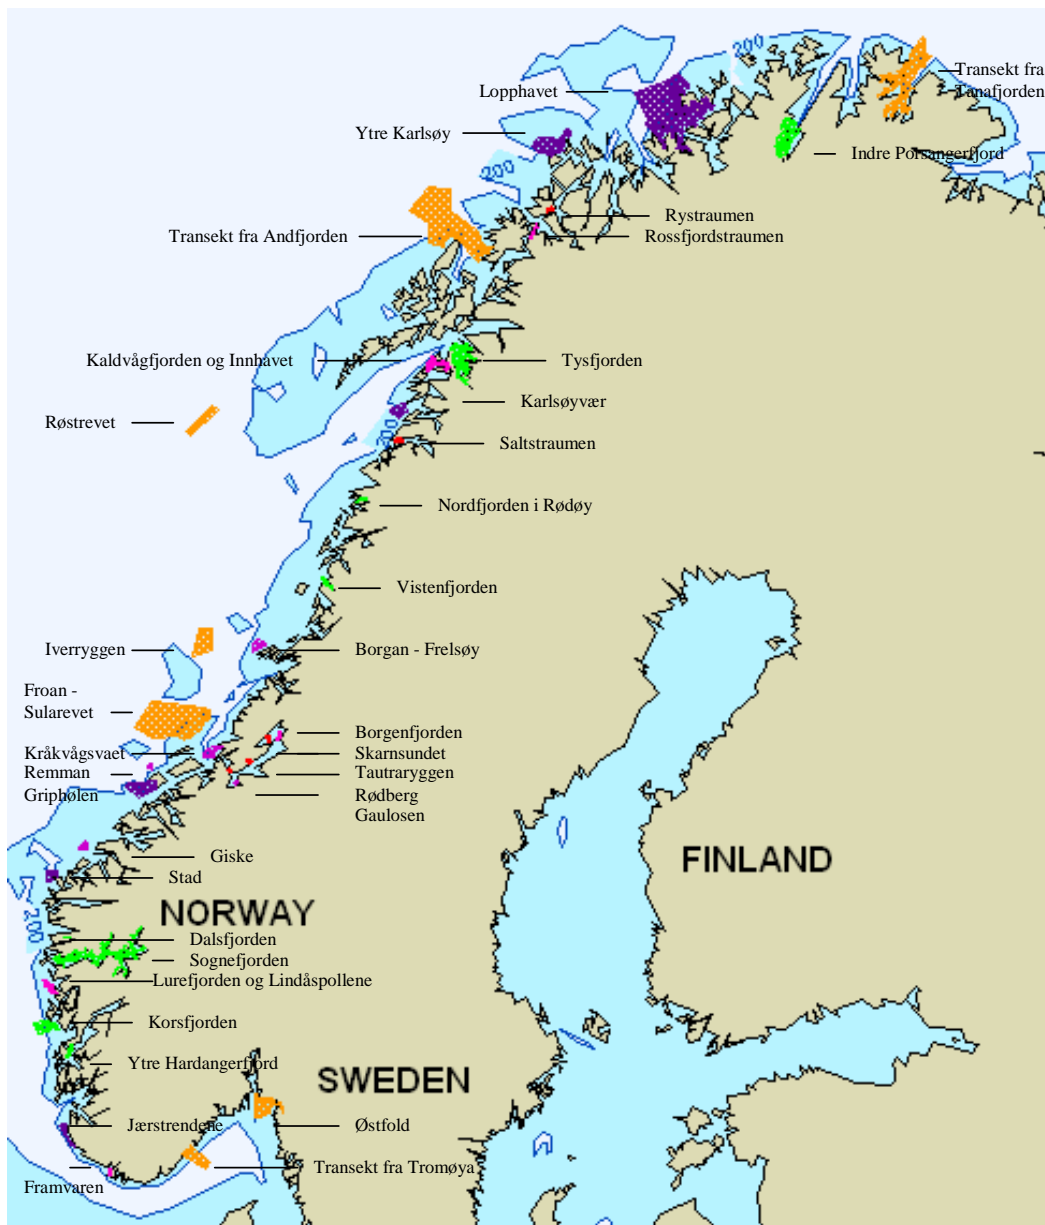 200
Transekt fra
Tanafjorden
Lopphavet
Ytre Karlsøy
Indre Porsangerfjord
200
Rystraumen
Transekt fra Andfjorden
Rossfjordstraumen
Kaldvågfjorden og Innhavet
Tysfjorden
Karlsøyvær
Røstrevet
200
Saltstraumen
Nordfjorden i Rødøy
Vistenfjorden
Iverryggen
Borgan - Frelsøy
Froan -
Sularevet
Borgenfjorden
Kråkvågsvaet
Skarnsundet
Remman
Tautraryggen
Griphølen
Rødberg
Gaulosen
Giske
FINLAND
Stad
200
NORWAY
Dalsfjorden
Sognefjorden
Lurefjorden og Lindåspollene
Korsfjorden
Ytre Hardangerfjord
SWEDEN
Jærstrendene
Østfold
Transekt fra Tromøya
Framvaren